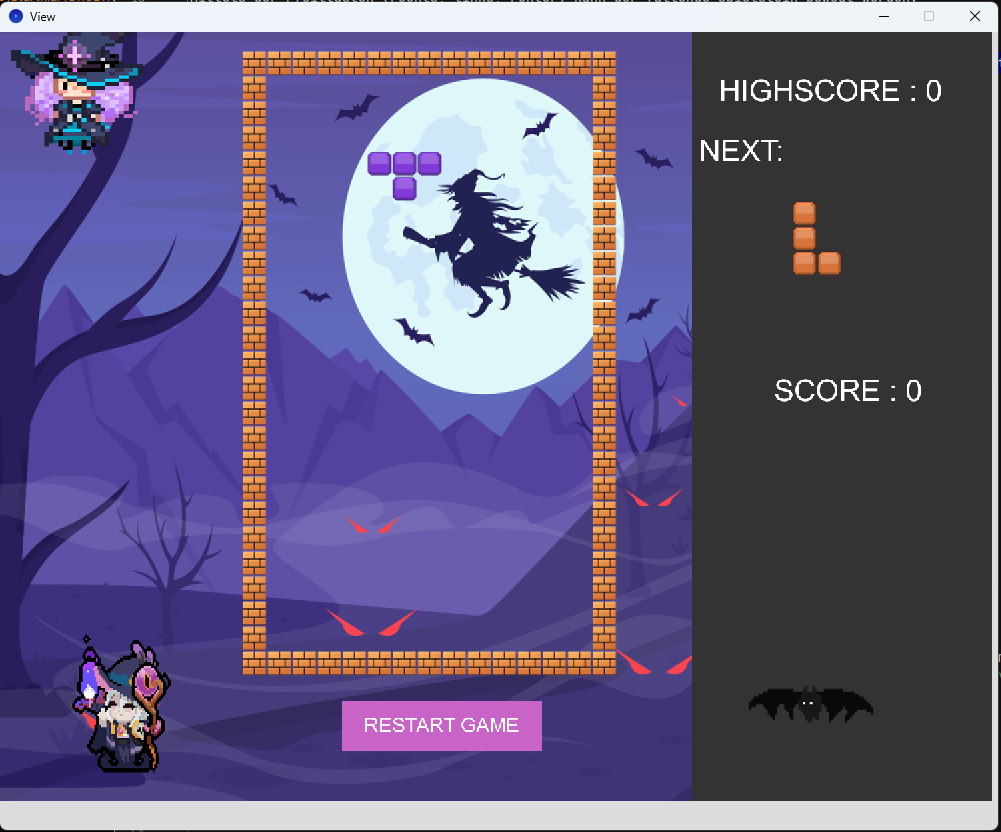 View
HIGHSCORE : 0
NEXT:
SCORE : 0
RESTART GAME